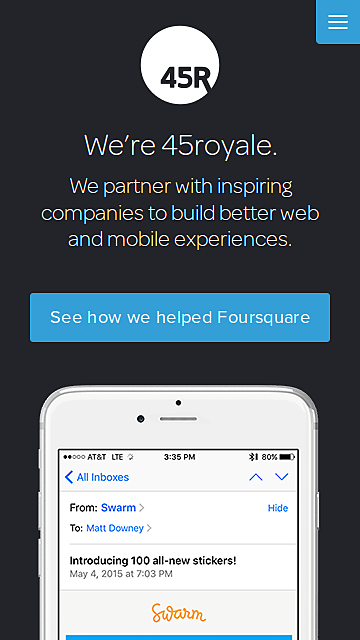 45R
We're 45royale.
We partner with inspiring
companies to build better web
and mobile experiences.
See how we helped Foursquare
AT&T LTE 3:35 PM 80%
All Inboxes
From: Swarm Hide
To: Matt Downey
Introducing 100 all-new stickers!
May 4, 2015 at 7:03 PM
Swarm